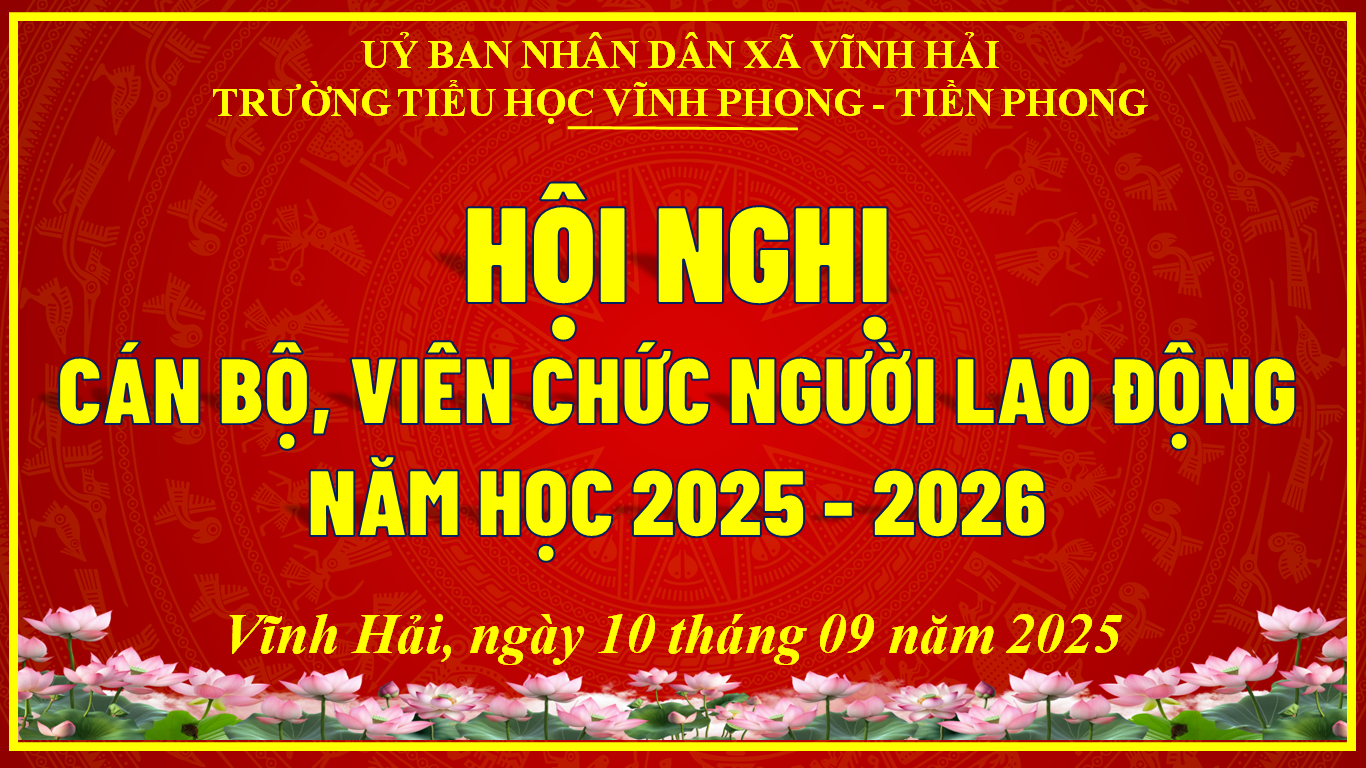 UỶ BAN NHÂN DÂN XÃ VĨNH HẢI
TRƯỜNG TIỂU HỌC VĨNH PHONG - TIỀN PHONG
HỘI NGHỊ
CÁN BỘ, VIÊN CHỨC NGƯỜI LAO ĐỘNG
NĂM HỌC 2025 - 2026
Vĩnh Hải, ngày 10 tháng 09 năm 2025